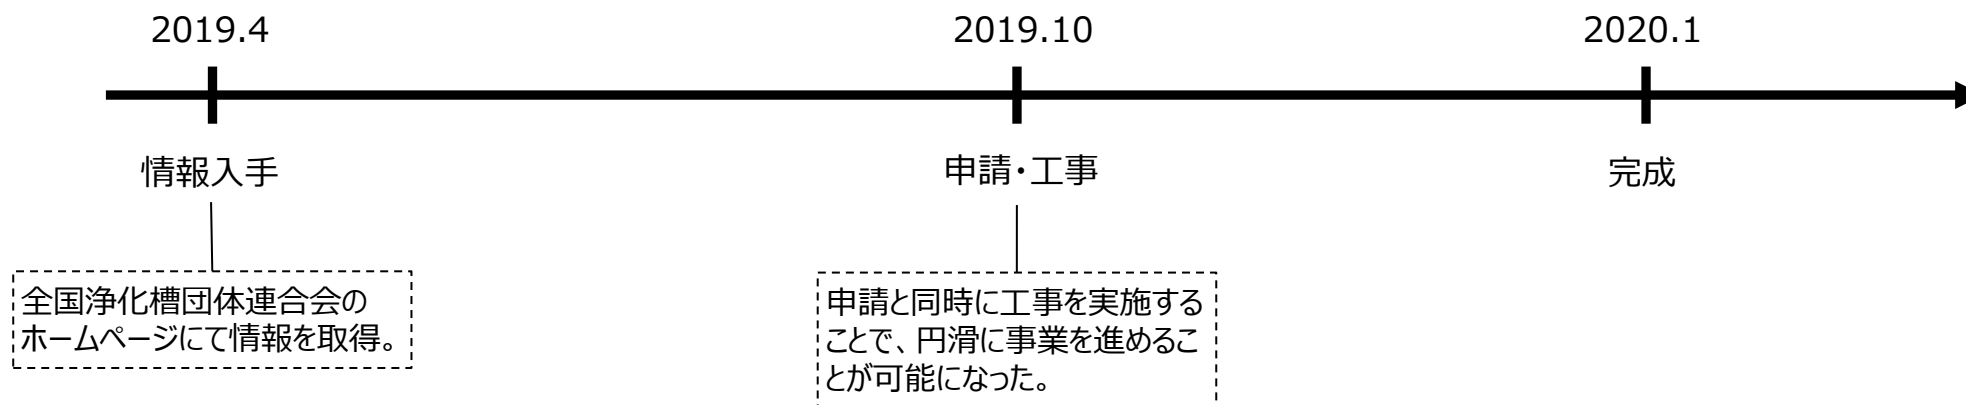 2019.4
2019.10
2020.1
情報入手
申請・工事
完成
全国浄化槽団体連合会の
ホームページにて情報を取得。
申請と同時に工事を実施する
ことで、円滑に事業を進めるこ
とが可能になった。